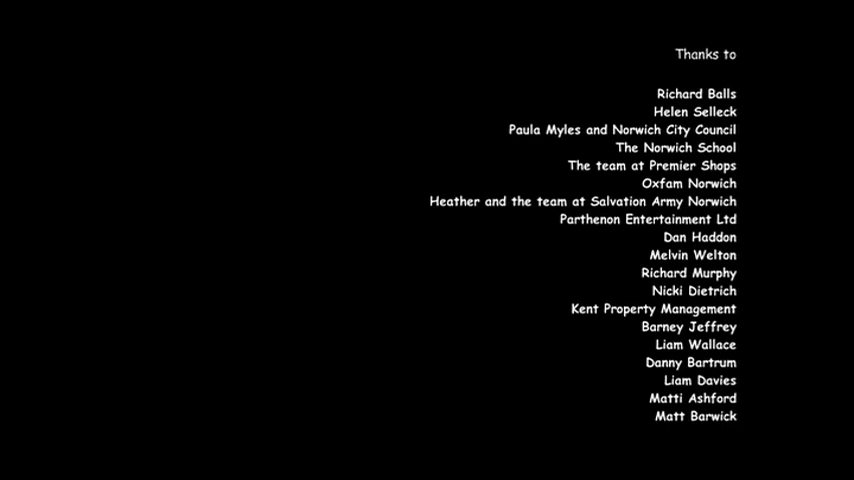 Thanks to
Richard Balls
Helen Selleck
Paula Myles and Norwich City Council
The Norwich School
The team at Premier Shops
Oxfam Norwich
Heather and the team at Salvation Army Norwich
Parthenon Entertainment Ltd
Dan Haddon
Melvin Welton
Richard Murphy
Nicki Dietrich
Kent Property Management
Barney Jeffrey
Liam Wallace
Danny Bartrum
Liam Davies
Matti Ashford
Matt Barwick